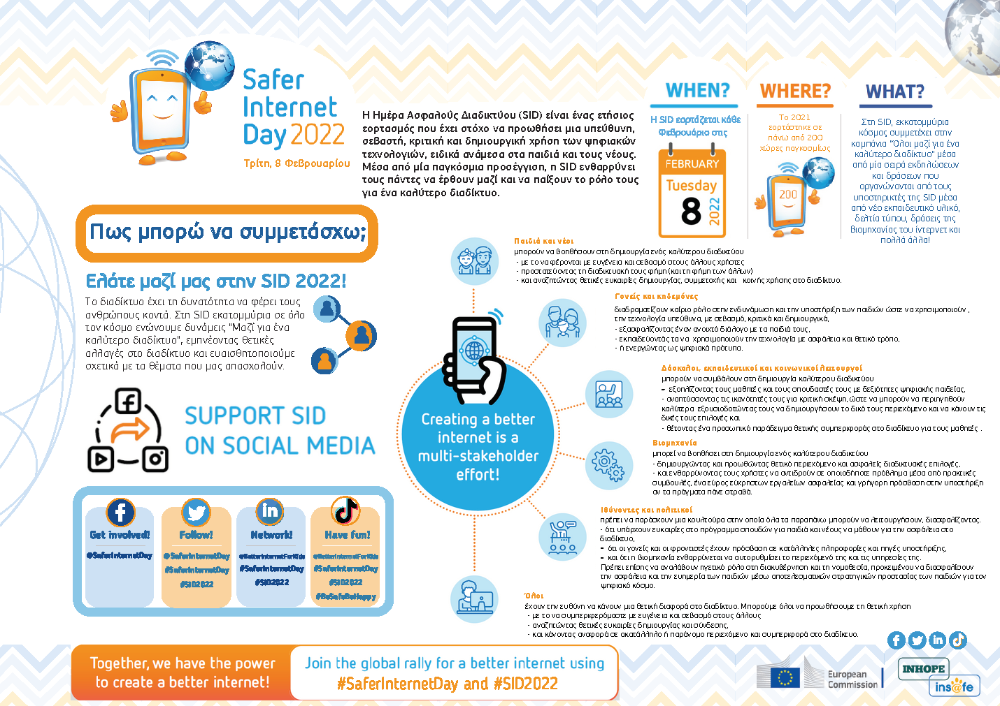 Safer
Internet
Day 2022
Τρίτη, 8 Φεβρουαρίου
Η Ημέρα Ασφαλούς Διαδικτύου (SID) είναι ένας ετήσιος
εορτασμός που έχει στόχο να προωθήσει μια υπεύθυνη,
σεβαστή, κριτική και δημιουργική χρήση των ψηφιακών
τεχνολογιών, ειδικά ανάμεσα στα παιδιά και τους νέους.
Μέσα από μία παγκόσμια προσέγγιση, η SID ενθαρρύνει
τους πάντες να έρθουν μαζί και να παίξουν το ρόλο τους
για ένα καλύτερο διαδίκτυο.
WHEN?
Η SID εορτάζεται κάθε
Φεβρουάριο στις
FEBRUARY
Tuesday
8
2022
WHERE?
Το 2021
εορτάστηκε σε
πάνω από 200
χώρες παγκοσμίως
200
WHAT?
Στη SID, εκκατομμύρια
κόσμος συμμετέχει στην
καμπάνια "Όλοι μαζί για ένα
καλύτερο διαδίκτυο" μέσα
από μία σειρά εκδηλώσεων
και δράσεων που
οργανώνονται από τους
υποστηρικτές της SID μέσα
από νέο εκπαιδευτικό υλικό,
δελτία τύπου, δράσεις της
βιομηχανίας του ίντερνετ και
πολλά άλλα!
Πως μπορώ να συμμετάσχω;
Ελάτε μαζί μας στην SID 2022!
Το διαδίκτυο έχει τη δυνατότητα να φέρει τους
ανθρώπους κοντά. Στη SID εκατομμύρια σε όλο
τον κόσμο ενώνουμε δυνάμεις "Μαζί για ένα
καλύτερο διαδίκτυο", εμπνέοντας θετικές
αλλαγές στο διαδίκτυο και ευαισθητοποιούμε
σχετικά με τα θέματα που μας απασχολούν.
SUPPORT SID
ON SOCIAL MEDIA
Get involved!
@SaferInternetDay
Follow!
@SaferInternetDay
#SaferInternetDay
#SID2022
Network!
@BetterInternetForKids
#SaferInternetDay
#SID2022
Have fun!
@BetterInternetForKids
#SaferInternetDay
#SID2022
#BeSafeBeHappy
Creating a better
internet is a
multi-stakeholder
effort!
Παιδιά και νέοι
μπορούν να βοηθήσουν στη δημιουργία ενός καλύτερου διαδικτύου
- με το να φέρονται με ευγένεια και σεβασμό στους άλλους χρήστες
- προστατεύοντας τη διαδικτυακή τους φήμη (και τη φήμη των άλλων)
- και αναζητώντας θετικές ευκαιρίες δημιουργίας, συμμετοχής και κοινής χρήσης στο διαδίκτυο.
Γονείς και κηδεμόνες
διαδραματίζουν καίριο ρόλο στην ενδυνάμωση και την υποστήριξη των παιδιών ώστε να χρησιμοποιούν ,
την τεχνολογία υπεύθυνα, με σεβασμό, κριτικά και δημιουργικά,
- εξασφαλίζοντας έναν ανοιχτό διάλογο με τα παιδιά τους,
- εκπαιδεύοντάς τα να χρησιμοποιούν την τεχνολογία με ασφάλεια και θετικό τρόπο,
- ή ενεργώντας ως ψηφιακά πρότυπα.
Δάσκαλοι, εκπαιδευτικοί και κοινωνικοί λειτουργοί
μπορούν να συμβάλουν στη δημιουργία καλύτερου διαδικτύου
- εξοπλίζοντας τους μαθητές και τους σπουδαστές τους με δεξιότητες ψηφιακής παιδείας,
- αναπτύσσοντας τις ικανότητές τους για κριτική σκέψη, ώστε να μπορούν να περιηγηθούν
καλύτερα εξουσιοδοτώντας τους να δημιουργήσουν το δικό τους περιεχόμενο και να κάνουν τις
δικές τους επιλογές και
- θέτοντας ένα προσωπικό παράδειγμα θετικής συμπεριφοράς στο διαδίκτυο για τους μαθητές .
Βιομηχανία
μπορεί να βοηθήσει στη δημιουργία ενός καλύτερου διαδικτύου
- δημιουργώντας και προωθώντας θετικό περιεχόμενο και ασφαλείς διαδικτυακές επιλογές,
- και ενθαρρύνοντας τους χρήστες να αντιδρούν σε οποιοδήποτε πρόβλημα μέσα από πρακτικές
συμβουλές, ένα εύρος εύχρηστων εργαλείων ασφαλείας και γρήγορη πρόσβαση στην υποστήριξη
αν τα πράγματα πάνε στραβά.
Ιθύνοντες και πολιτικοί
πρέπει να παράσχουν μια κουλτούρα στην οποία όλα τα παραπάνω μπορούν να λειτουργήσουν, διασφαλίζοντας.
- ότι υπάρχουν ευκαιρίες στο πρόγραμμα σπουδών για παιδιά και νέους να μάθουν για την ασφάλεια στο
διαδίκτυο,
- ότι οι γονείς και οι φροντιστές έχουν πρόσβαση σε κατάλληλες πληροφορίες και πηγές υποστήριξης,
- και ότι η βιομηχανία ενθαρρύνεται να αυτορυθμίσει το περιεχόμενό της και τις υπηρεσίες της.
Πρέπει επίσης να αναλάβουν ηγετικό ρόλο στη διακυβέρνηση και τη νομοθεσία, προκειμένου να διασφαλίσουν
την ασφάλεια και την ευημερία των παιδιών μέσω αποτελεσματικών στρατηγικών προστασίας των παιδιών για τον
ψηφιακό κόσμο.
Όλοι
έχουν την ευθύνη να κάνουν μια θετική διαφορά στο διαδίκτυο. Μπορούμε όλοι να προωθήσουμε τη θετική χρήση
- με το να συμπεριφερόμαστε με ευγένεια και σεβασμό στους άλλους
- αναζητώντας θετικές ευκαιρίες δημιουργίας και σύνδεσης,
- και κάνοντας αναφορά σε ακατάλληλο ή παράνομο περιεχόμενο και συμπεριφορά στο διαδίκτυο.
Together, we have the power
to create a better internet!
Join the global rally for a better internet using
#SaferInternetDay and #SID2022
European
Commission
INHOPE
ins@fe